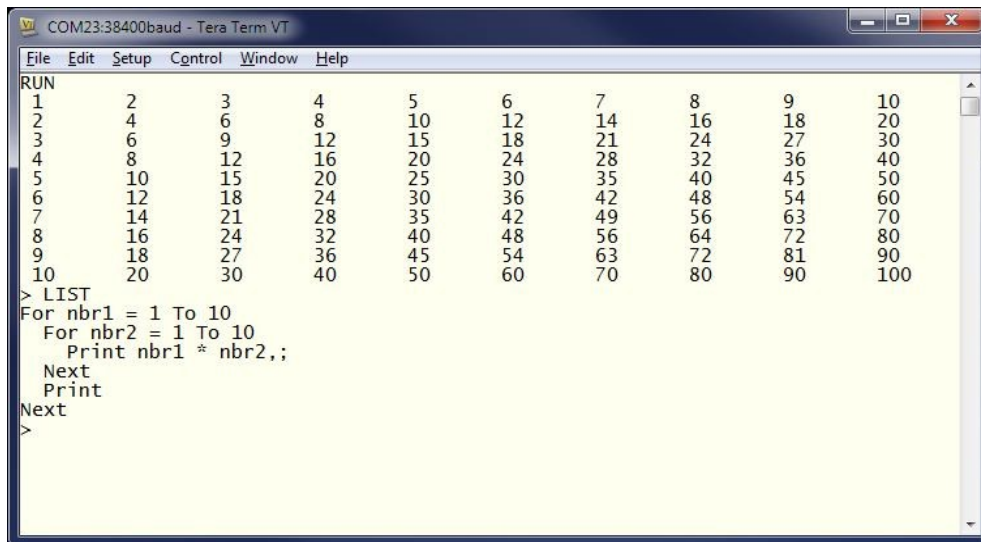 COM23:38400baud - Tera Term VT
File Edit Setup Control Window Help
RUN
1 2 3 4 5 6 7 8 9 10
2 4 6 8 10 12 14 16 18 20
3 6 9 12 15 18 21 24 27 30
4 8 12 16 20 24 28 32 36 40
5 10 15 20 25 30 35 40 45 50
6 12 18 24 30 36 42 48 54 60
7 14 21 28 35 42 49 56 63 70
8 16 24 32 40 48 56 64 72 80
9 18 27 36 45 54 63 72 81 90
10 20 30 40 50 60 70 80 90 100
> LIST
For nbr1 = 1 To 10
  For nbr2 = 1 To 10
    Print nbr1 * nbr2,;
  Next
  Print
Next
>